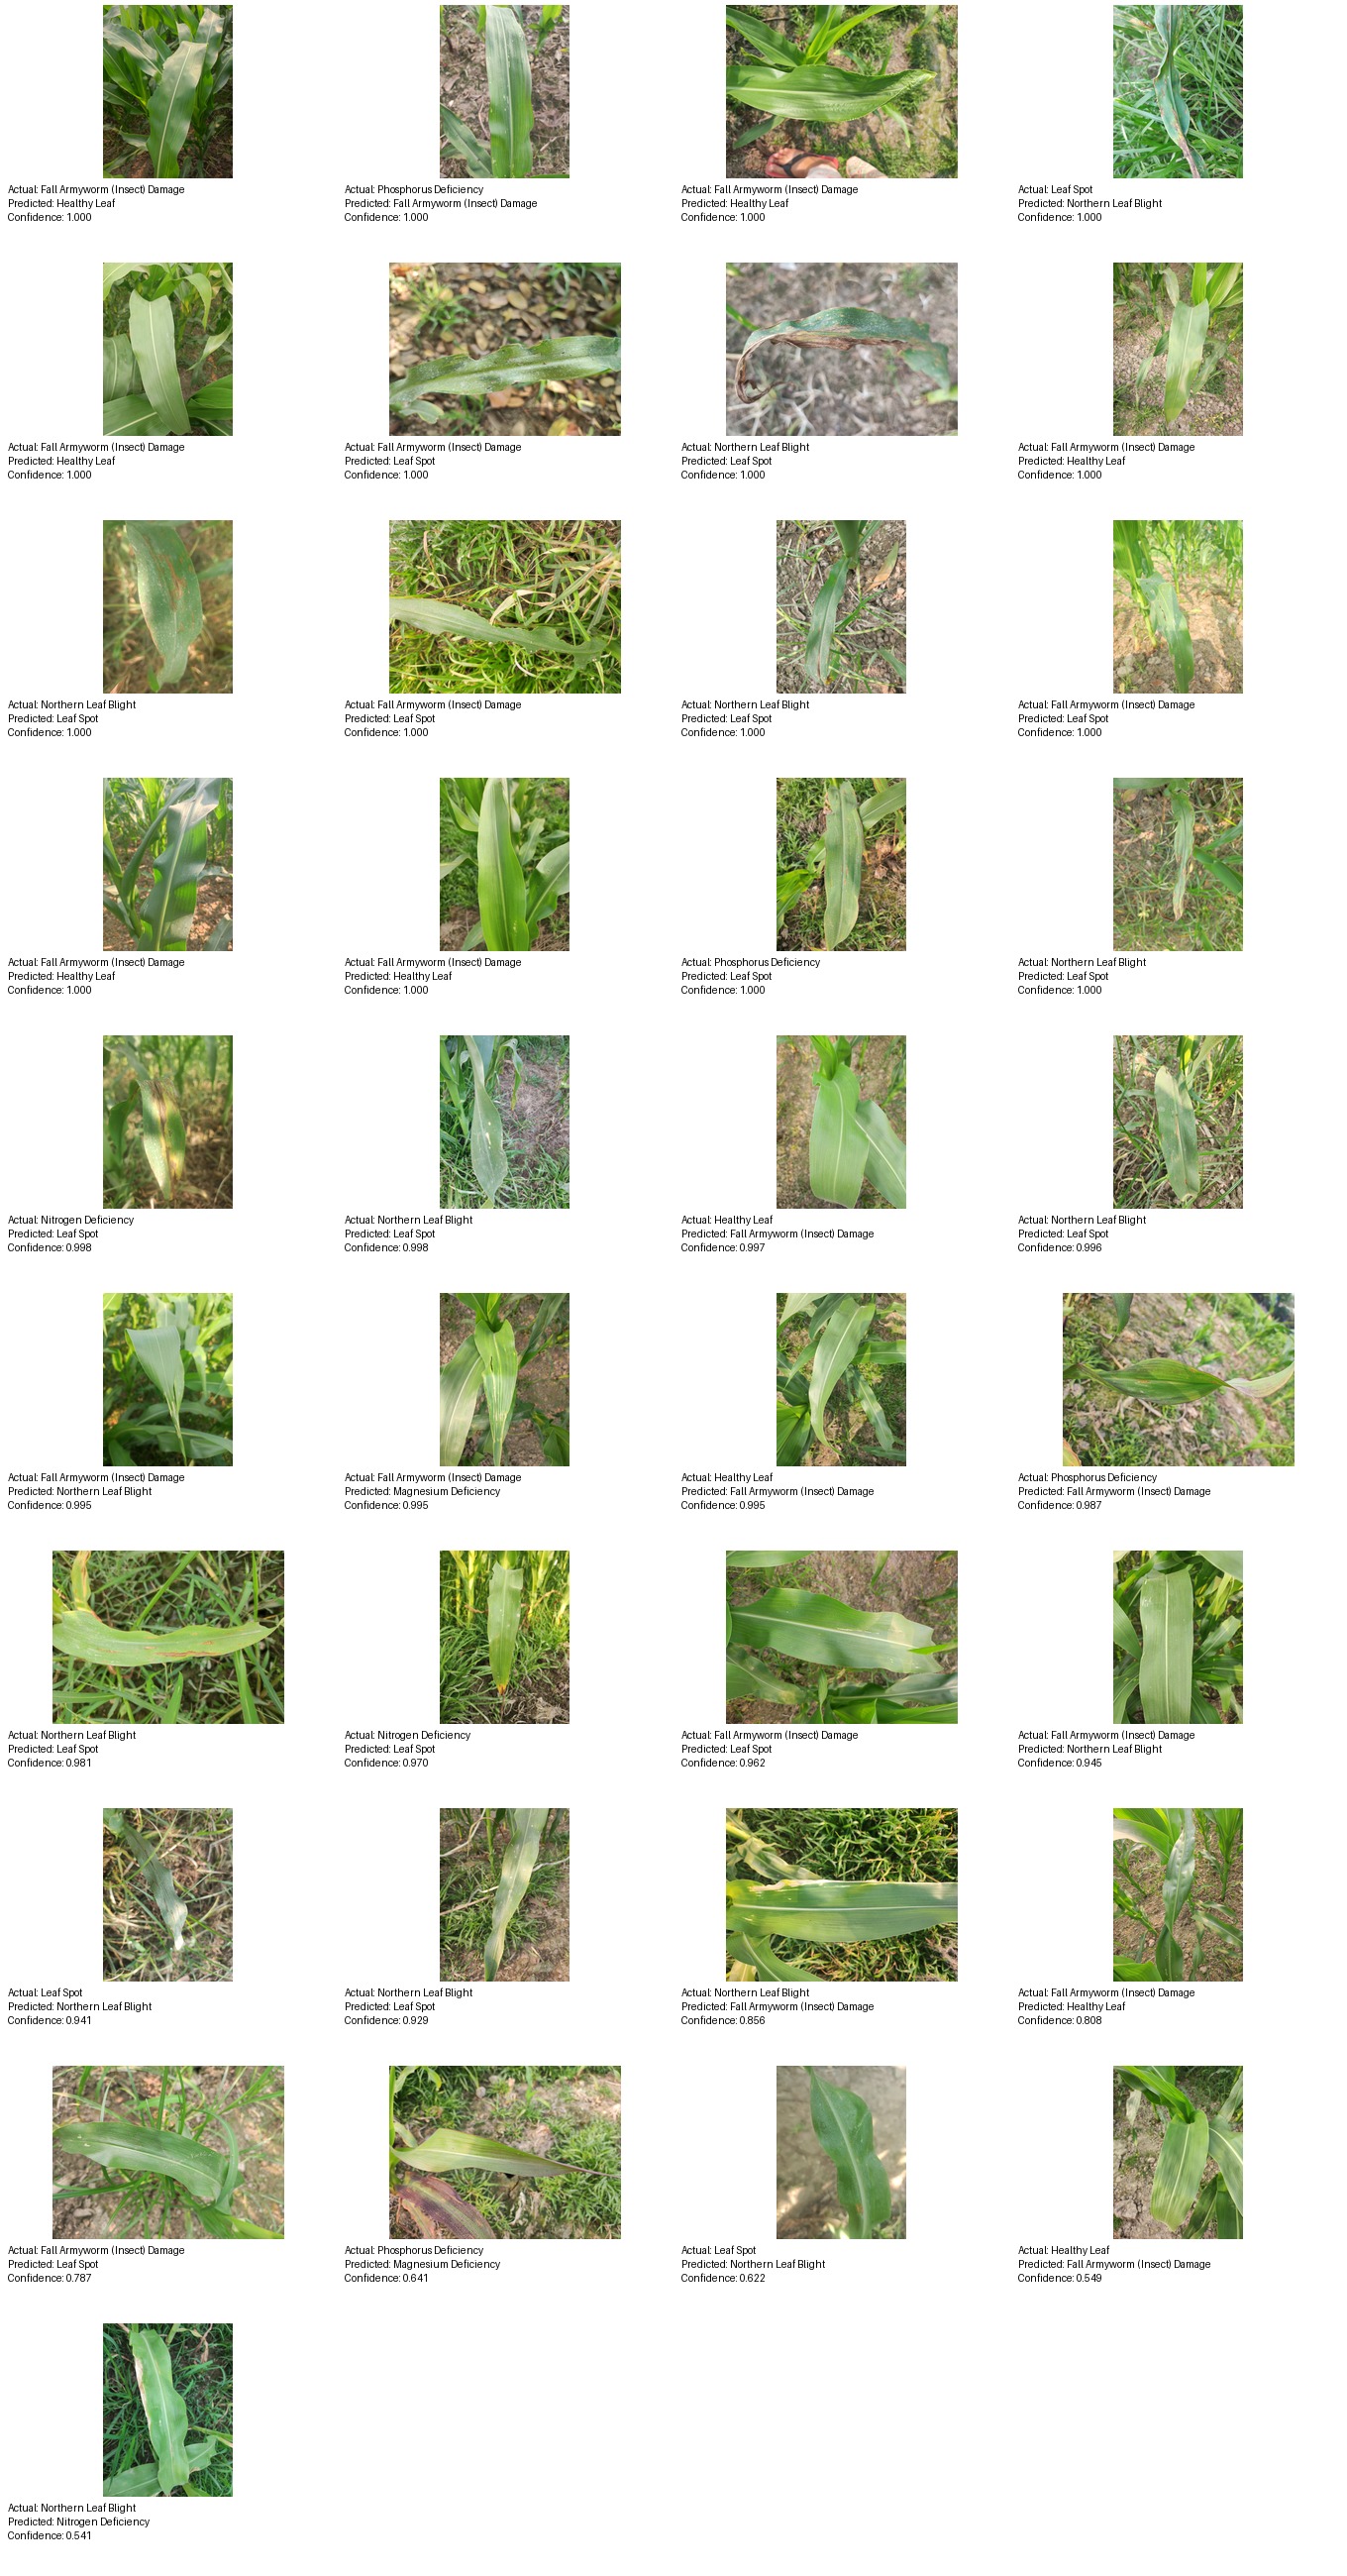 Actual: Fall Armyworm (Insect) Damage
Predicted: Healthy Leaf
Confidence: 1.000
Actual: Phosphorus Deficiency
Predicted: Fall Armyworm (Insect) Damage
Confidence: 1.000
Actual: Fall Armyworm (Insect) Damage
Predicted: Healthy Leaf
Confidence: 1.000
Actual: Leaf Spot
Predicted: Northern Leaf Blight
Confidence: 1.000
Actual: Fall Armyworm (Insect) Damage
Predicted: Healthy Leaf
Confidence: 1.000
Actual: Fall Armyworm (Insect) Damage
Predicted: Leaf Spot
Confidence: 1.000
Actual: Northern Leaf Blight
Predicted: Leaf Spot
Confidence: 1.000
Actual: Fall Armyworm (Insect) Damage
Predicted: Healthy Leaf
Confidence: 1.000
Actual: Northern Leaf Blight
Predicted: Leaf Spot
Confidence: 1.000
Actual: Fall Armyworm (Insect) Damage
Predicted: Leaf Spot
Confidence: 1.000
Actual: Northern Leaf Blight
Predicted: Leaf Spot
Confidence: 1.000
Actual: Fall Armyworm (Insect) Damage
Predicted: Leaf Spot
Confidence: 1.000
Actual: Fall Armyworm (Insect) Damage
Predicted: Healthy Leaf
Confidence: 1.000
Actual: Fall Armyworm (Insect) Damage
Predicted: Healthy Leaf
Confidence: 1.000
Actual: Phosphorus Deficiency
Predicted: Leaf Spot
Confidence: 1.000
Actual: Northern Leaf Blight
Predicted: Leaf Spot
Confidence: 1.000
Actual: Nitrogen Deficiency
Predicted: Leaf Spot
Confidence: 0.998
Actual: Northern Leaf Blight
Predicted: Leaf Spot
Confidence: 0.998
Actual: Healthy Leaf
Predicted: Fall Armyworm (Insect) Damage
Confidence: 0.997
Actual: Northern Leaf Blight
Predicted: Leaf Spot
Confidence: 0.996
Actual: Fall Armyworm (Insect) Damage
Predicted: Northern Leaf Blight
Confidence: 0.995
Actual: Fall Armyworm (Insect) Damage
Predicted: Magnesium Deficiency
Confidence: 0.995
Actual: Healthy Leaf
Predicted: Fall Armyworm (Insect) Damage
Confidence: 0.995
Actual: Phosphorus Deficiency
Predicted: Fall Armyworm (Insect) Damage
Confidence: 0.987
Actual: Northern Leaf Blight
Predicted: Leaf Spot
Confidence: 0.981
Actual: Nitrogen Deficiency
Predicted: Leaf Spot
Confidence: 0.970
Actual: Fall Armyworm (Insect) Damage
Predicted: Leaf Spot
Confidence: 0.962
Actual: Fall Armyworm (Insect) Damage
Predicted: Northern Leaf Blight
Confidence: 0.945
Actual: Leaf Spot
Predicted: Northern Leaf Blight
Confidence: 0.941
Actual: Northern Leaf Blight
Predicted: Leaf Spot
Confidence: 0.929
Actual: Northern Leaf Blight
Predicted: Fall Armyworm (Insect) Damage
Confidence: 0.856
Actual: Fall Armyworm (Insect) Damage
Predicted: Healthy Leaf
Confidence: 0.808
Actual: Fall Armyworm (Insect) Damage
Predicted: Leaf Spot
Confidence: 0.787
Actual: Phosphorus Deficiency
Predicted: Magnesium Deficiency
Confidence: 0.641
Actual: Leaf Spot
Predicted: Northern Leaf Blight
Confidence: 0.622
Actual: Healthy Leaf
Predicted: Fall Armyworm (Insect) Damage
Confidence: 0.549
Actual: Northern Leaf Blight
Predicted: Nitrogen Deficiency
Confidence: 0.541